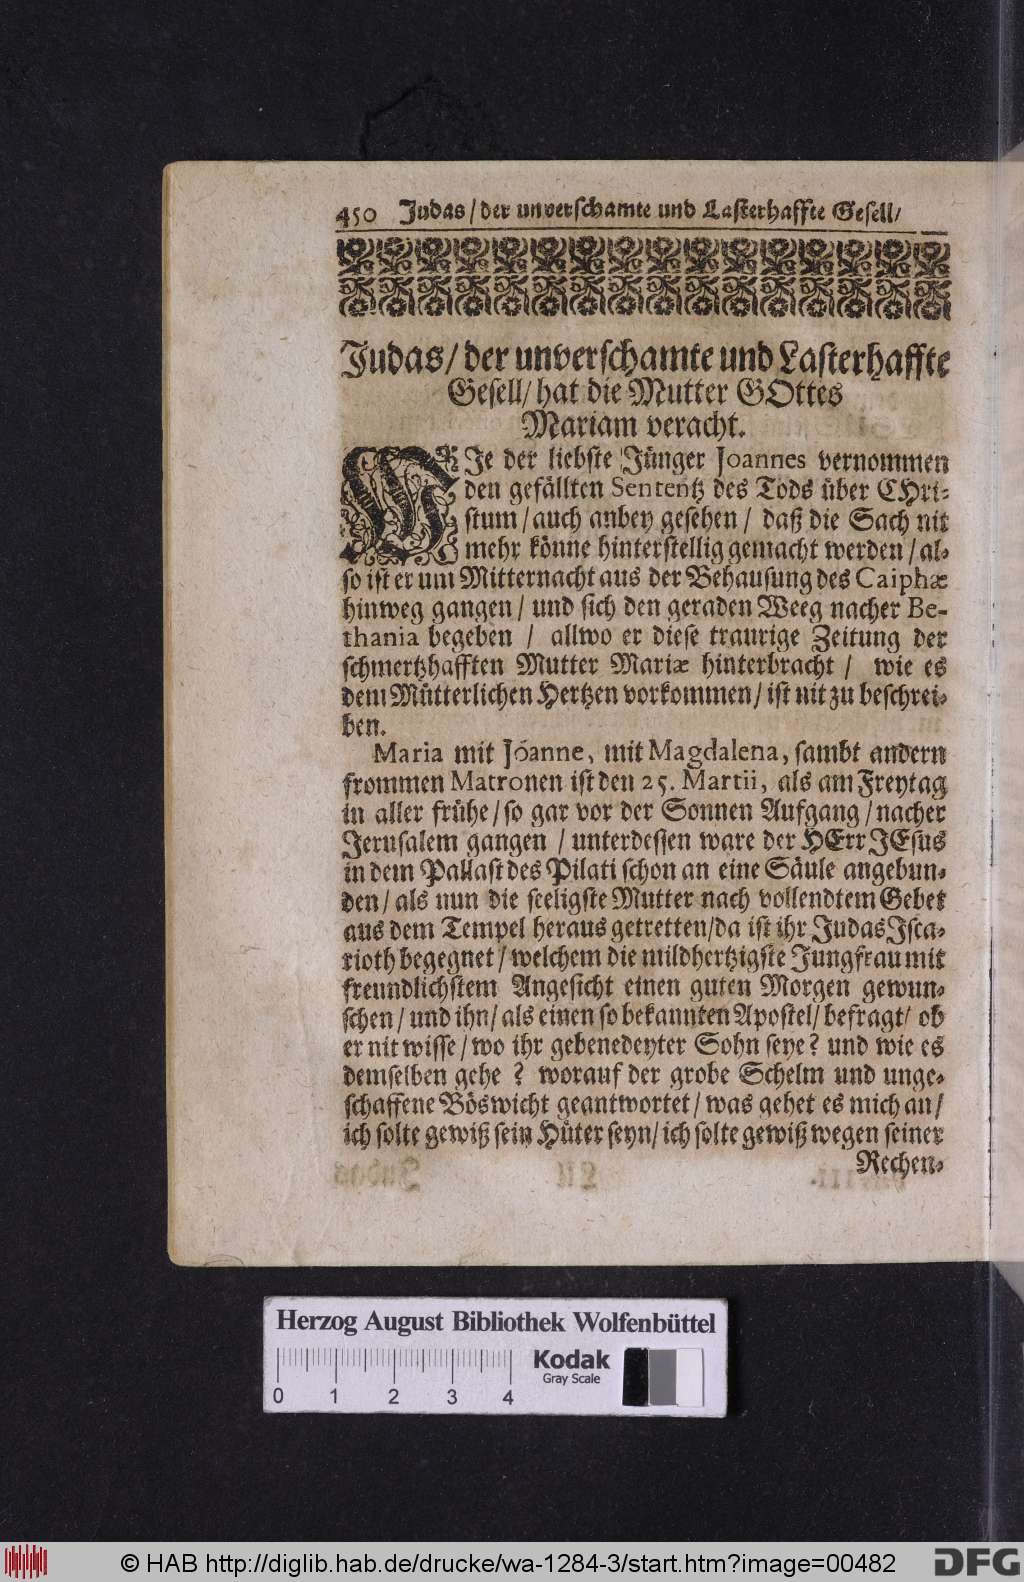 450 Judas / der unverschamte und Lasterhaffte Gesell /
Judas / der unverschamte und Lasterhaffte
Gesell / hat die Mutter GOttes
Mariam veracht.
WJe der liebste Jünger Joannes vernommen
den gefällten Sententz des Tods über CHri-
stum / auch anbey gesehen / daß die Sach nit
mehr könne hinterstellig gemacht werden / al-
so ist er um Mitternacht aus der Behausung des Caiphæ
hinweg gangen / und sich den geraden Weeg nacher Be-
thania begeben / allwo er diese traurige Zeitung der
schmertzhafften Mutter Mariæ hinterbracht / wie es
dem Mütterlichen Hertzen vorkommen / ist nit zu beschrei-
ben.
Maria mit Jóanne, mit Magdalena, sambt andern
frommen Matronen ist den 25. Martii, als am Freytag
in aller frühe / so gar vor der Sonnen Aufgang / nacher
Jerusalem gangen / unterdessen ware der HErr JEsus
in dem Pallast des Pilati schon an eine Säule angebun-
den / als nun die seeligste Mutter nach vollendtem Gebet
aus dem Tempel heraus getretten / da ist ihr Judas Jsca-
rioth begegnet / welchem die mildhertzigste Jungfrau mit
freundlichstem Angesicht einen guten Morgen gewun-
schen / und ihn / als einen so bekannten Apostel / befragt / ob
er nit wisse / wo ihr gebenedeyter Sohn seye? und wie es
demselben gehe? worauf der grobe Schelm und unge-
schaffene Böswicht geantwortet / was gehet es mich an /
ich solte gewiß sein Hüter seyn / ich solte gewiß wegen seiner
Rechen-
Herzog August Bibliothek Wolfenbüttel
0 1 2 3 4
Kodak
Gray Scale
© HAB http://diglib.hab.de/drucke/wa-1284-3/start.htm?image=00482
DFG